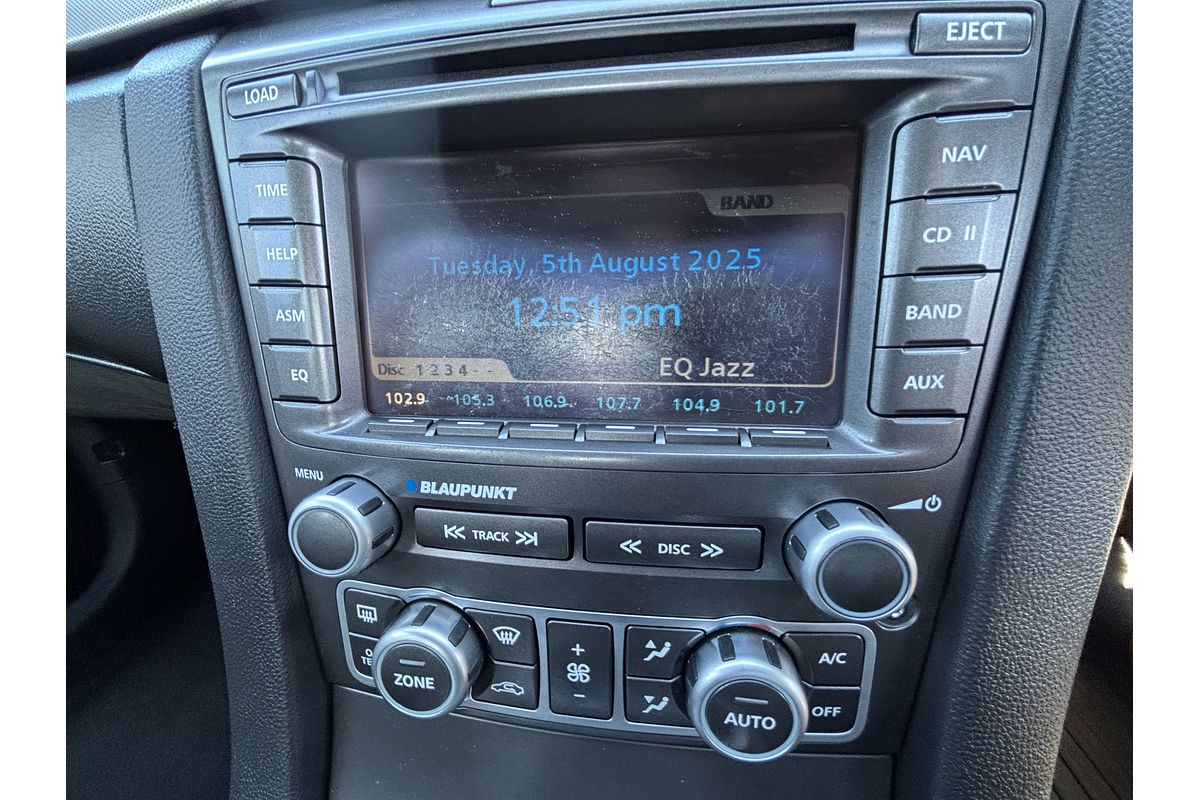 EJECT
LOAD
NAV
TIME
BAND
CD II
HELP
Tuesday, 5th August 2025
ASM
12:51 pm
BAND
EQ
Disc 1 2 3 4 - -
EQ Jazz
AUX
102.9 105.3 106.9 107.7 104.9 101.7
MENU
BLAUPUNKT
TRACK
DISC
A/C
ZONE
+
-
AUTO
OFF